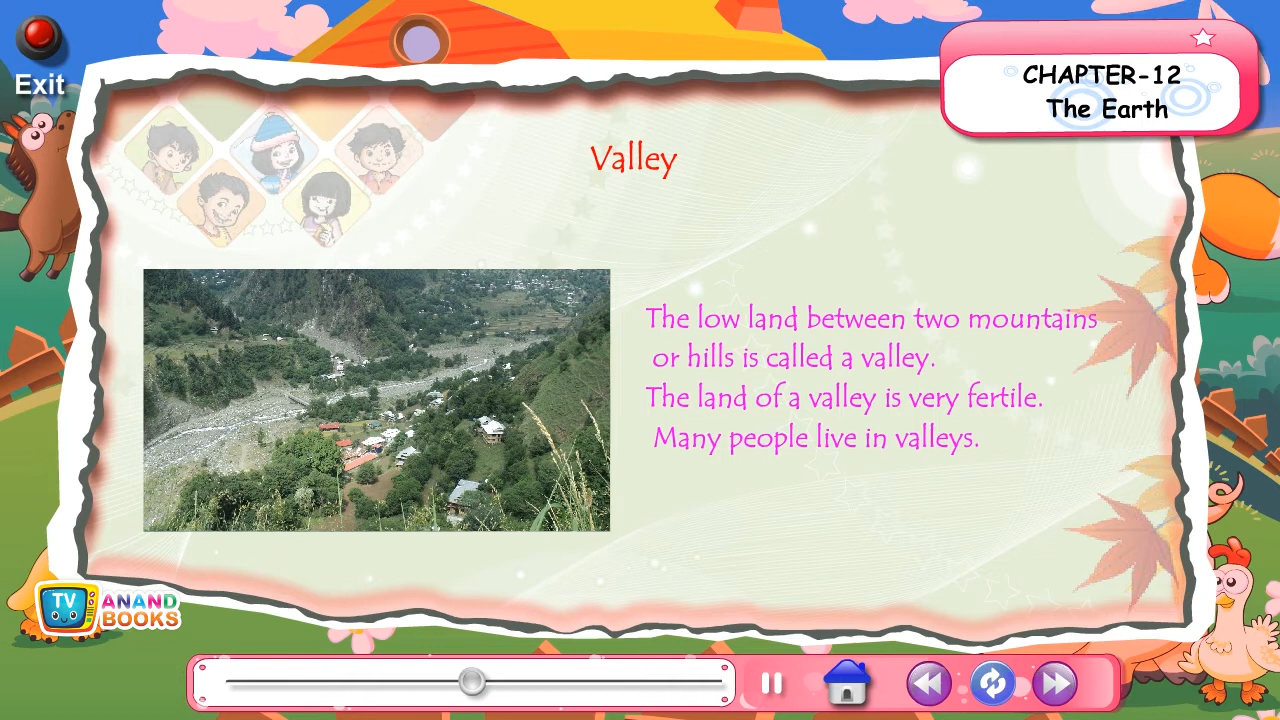 Exit
CHAPTER-12
The Earth
Valley
The low land between two mountains
or hills is called a valley.
The land of a valley is very fertile.
Many people live in valleys.
TV
ANAND
BOOKS